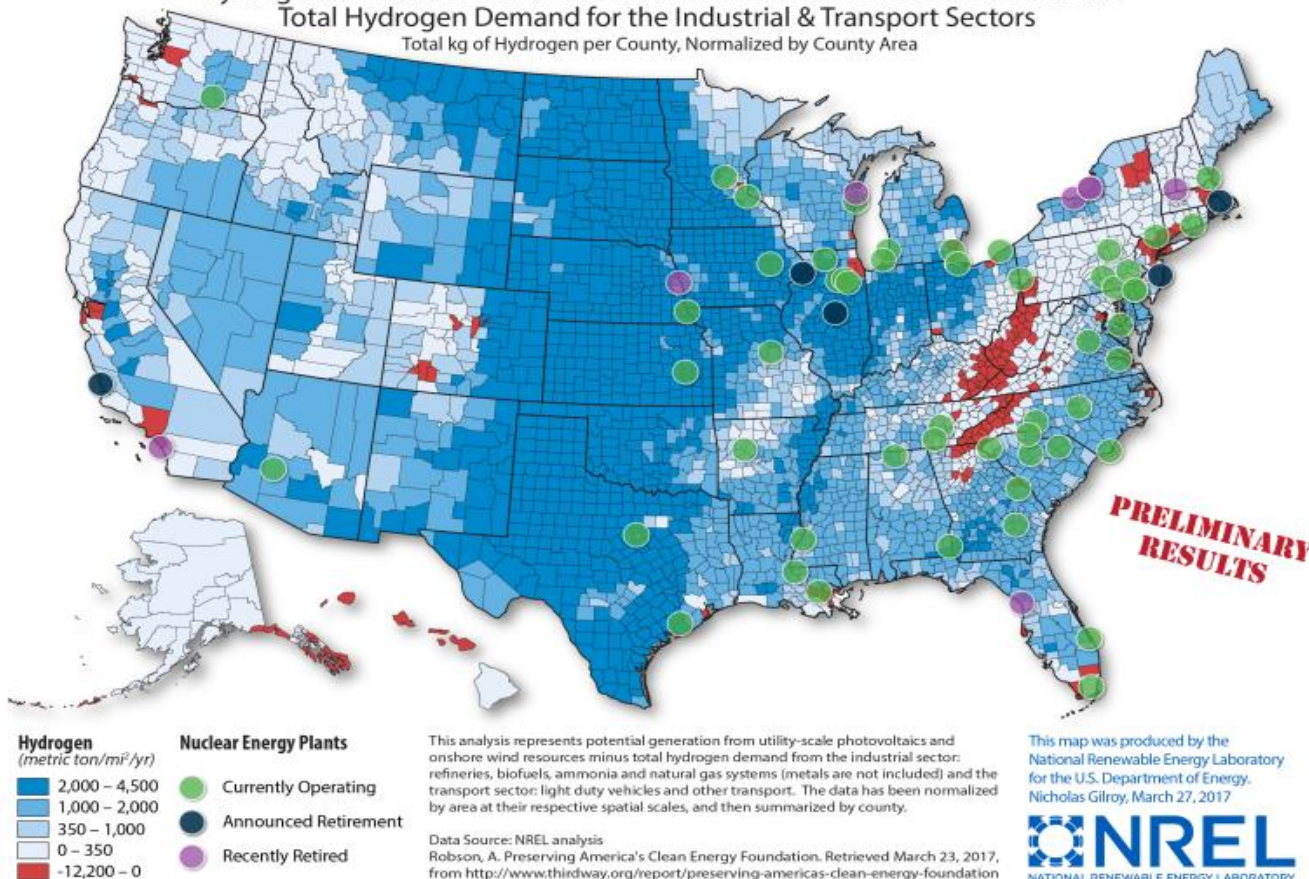 Total Hydrogen Demand for the Industrial & Transport Sectors
Total kg of Hydrogen per County, Normalized by County Area
PRELIMINARY
RESULTS
Hydrogen
(metric ton/mi²/yr)
2,000 – 4,500
1,000 – 2,000
350 – 1,000
0 – 350
-12,200 – 0
Nuclear Energy Plants
Currently Operating
Announced Retirement
Recently Retired
This analysis represents potential generation from utility-scale photovoltaics and
onshore wind resources minus total hydrogen demand from the industrial sector:
refineries, biofuels, ammonia and natural gas systems (metals are not included) and the
transport sector: light duty vehicles and other transport. The data has been normalized
by area at their respective spatial scales, and then summarized by county.
Data Source: NREL analysis
Robson, A. Preserving America's Clean Energy Foundation. Retrieved March 23, 2017,
from http://www.thirdway.org/report/preserving-americas-clean-energy-foundation
This map was produced by the
National Renewable Energy Laboratory
for the U.S. Department of Energy.
Nicholas Gilroy, March 27, 2017
NREL
NATIONAL RENEWABLE ENERGY LABORATORY